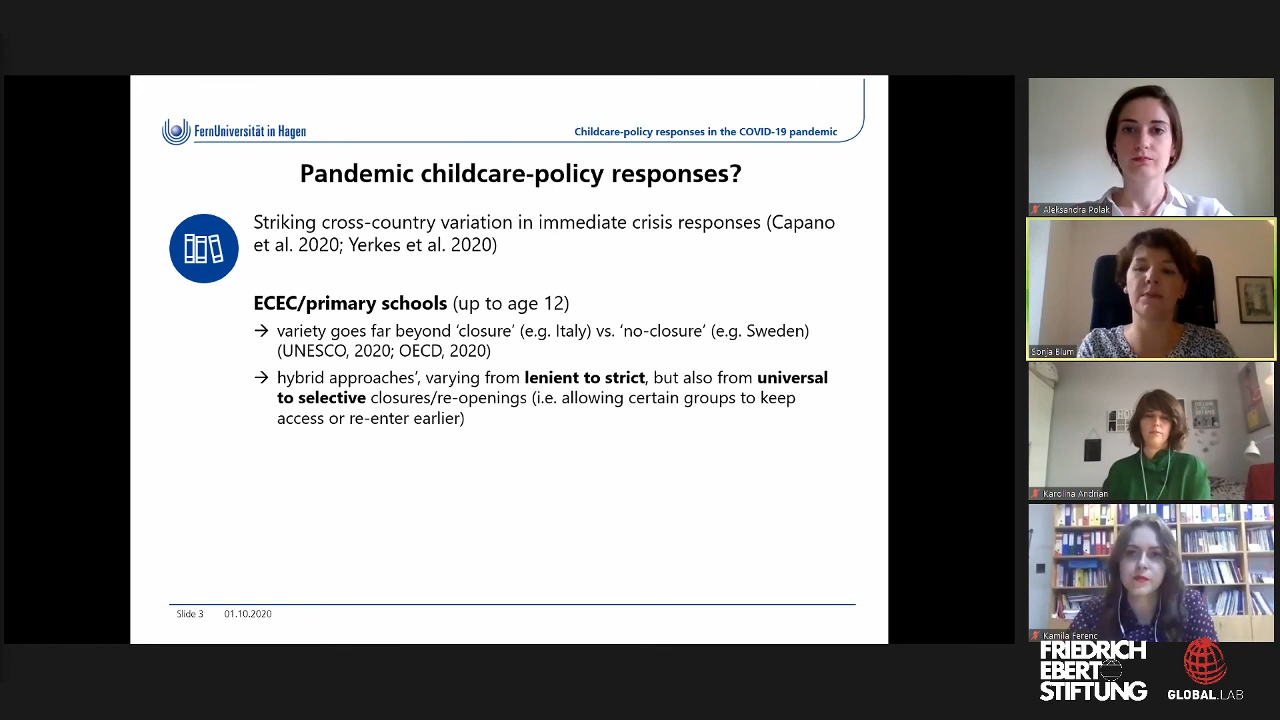 FernUniversität in Hagen
Childcare-policy responses in the COVID-19 pandemic
Pandemic childcare-policy responses?
Striking cross-country variation in immediate crisis responses (Capano
et al. 2020; Yerkes et al. 2020)
ECEC/primary schools (up to age 12)
→ variety goes far beyond ‘closure’ (e.g. Italy) vs. ‘no-closure’ (e.g. Sweden)
(UNESCO, 2020; OECD, 2020)
→ hybrid approaches’, varying from lenient to strict, but also from universal
to selective closures/re-openings (i.e. allowing certain groups to keep
access or re-enter earlier)
Slide 3 01.10.2020
Aleksandra Polak
Sonja Blum
Karolina Andrian
Kamila Ferenc
FRIEDRICH
EBERT
STIFTUNG
GLOBAL.LAB